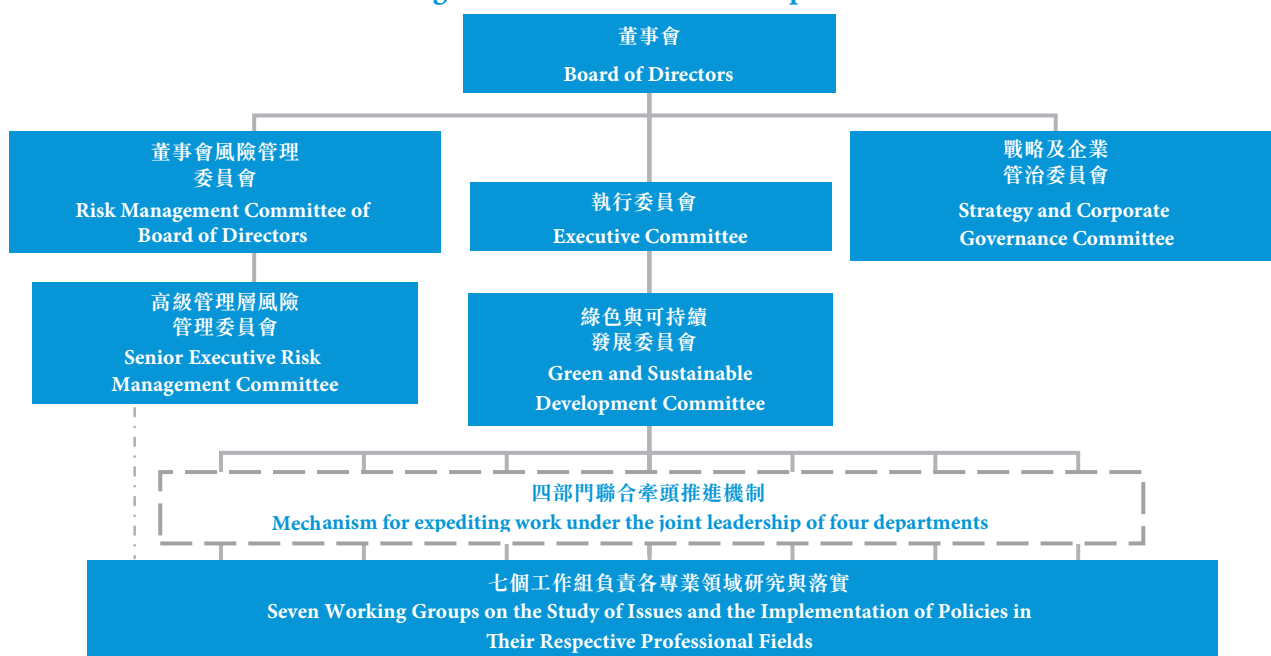 董事會
Board of Directors
董事會風險管理
委員會
Risk Management Committee of
Board of Directors
執行委員會
Executive Committee
戰略及企業
管治委員會
Strategy and Corporate
Governance Committee
高級管理層風險
管理委員會
Senior Executive Risk
Management Committee
綠色與可持續
發展委員會
Green and Sustainable
Development Committee
四部門聯合牽頭推進機制
Mechanism for expediting work under the joint leadership of four departments
七個工作組負責各專業領域研究與落實
Seven Working Groups on the Study of Issues and the Implementation of Policies in
Their Respective Professional Fields